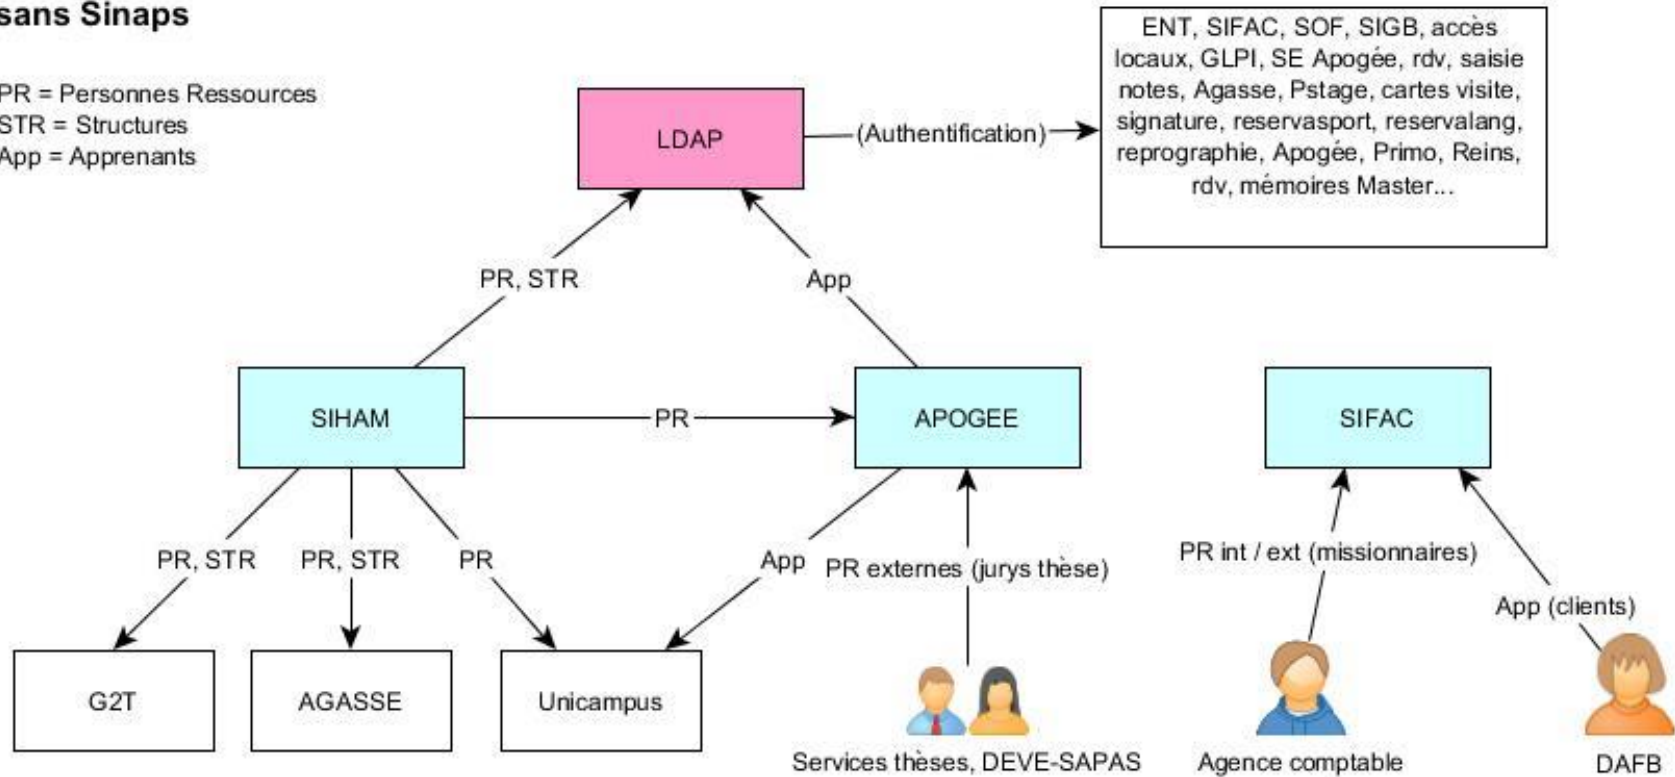 sans Sinaps
PR = Personnes Ressources
STR = Structures
App = Apprenants
ENT, SIFAC, SOF, SIGB, accès
locaux, GLPI, SE Apogée, rdv, saisie
notes, Agasse, Pstage, cartes visite,
signature, reservasport, reservalang,
reprographie, Apogée, Primo, Reins,
rdv, mémoires Master...
LDAP
(Authentification)
PR, STR
App
SIHAM
PR
APOGEE
SIFAC
PR, STR
PR, STR
PR
App
PR externes (jurys thèse)
PR int / ext (missionnaires)
App (clients)
G2T
AGASSE
Unicampus
Services thèses, DEVE-SAPAS
Agence comptable
DAFB